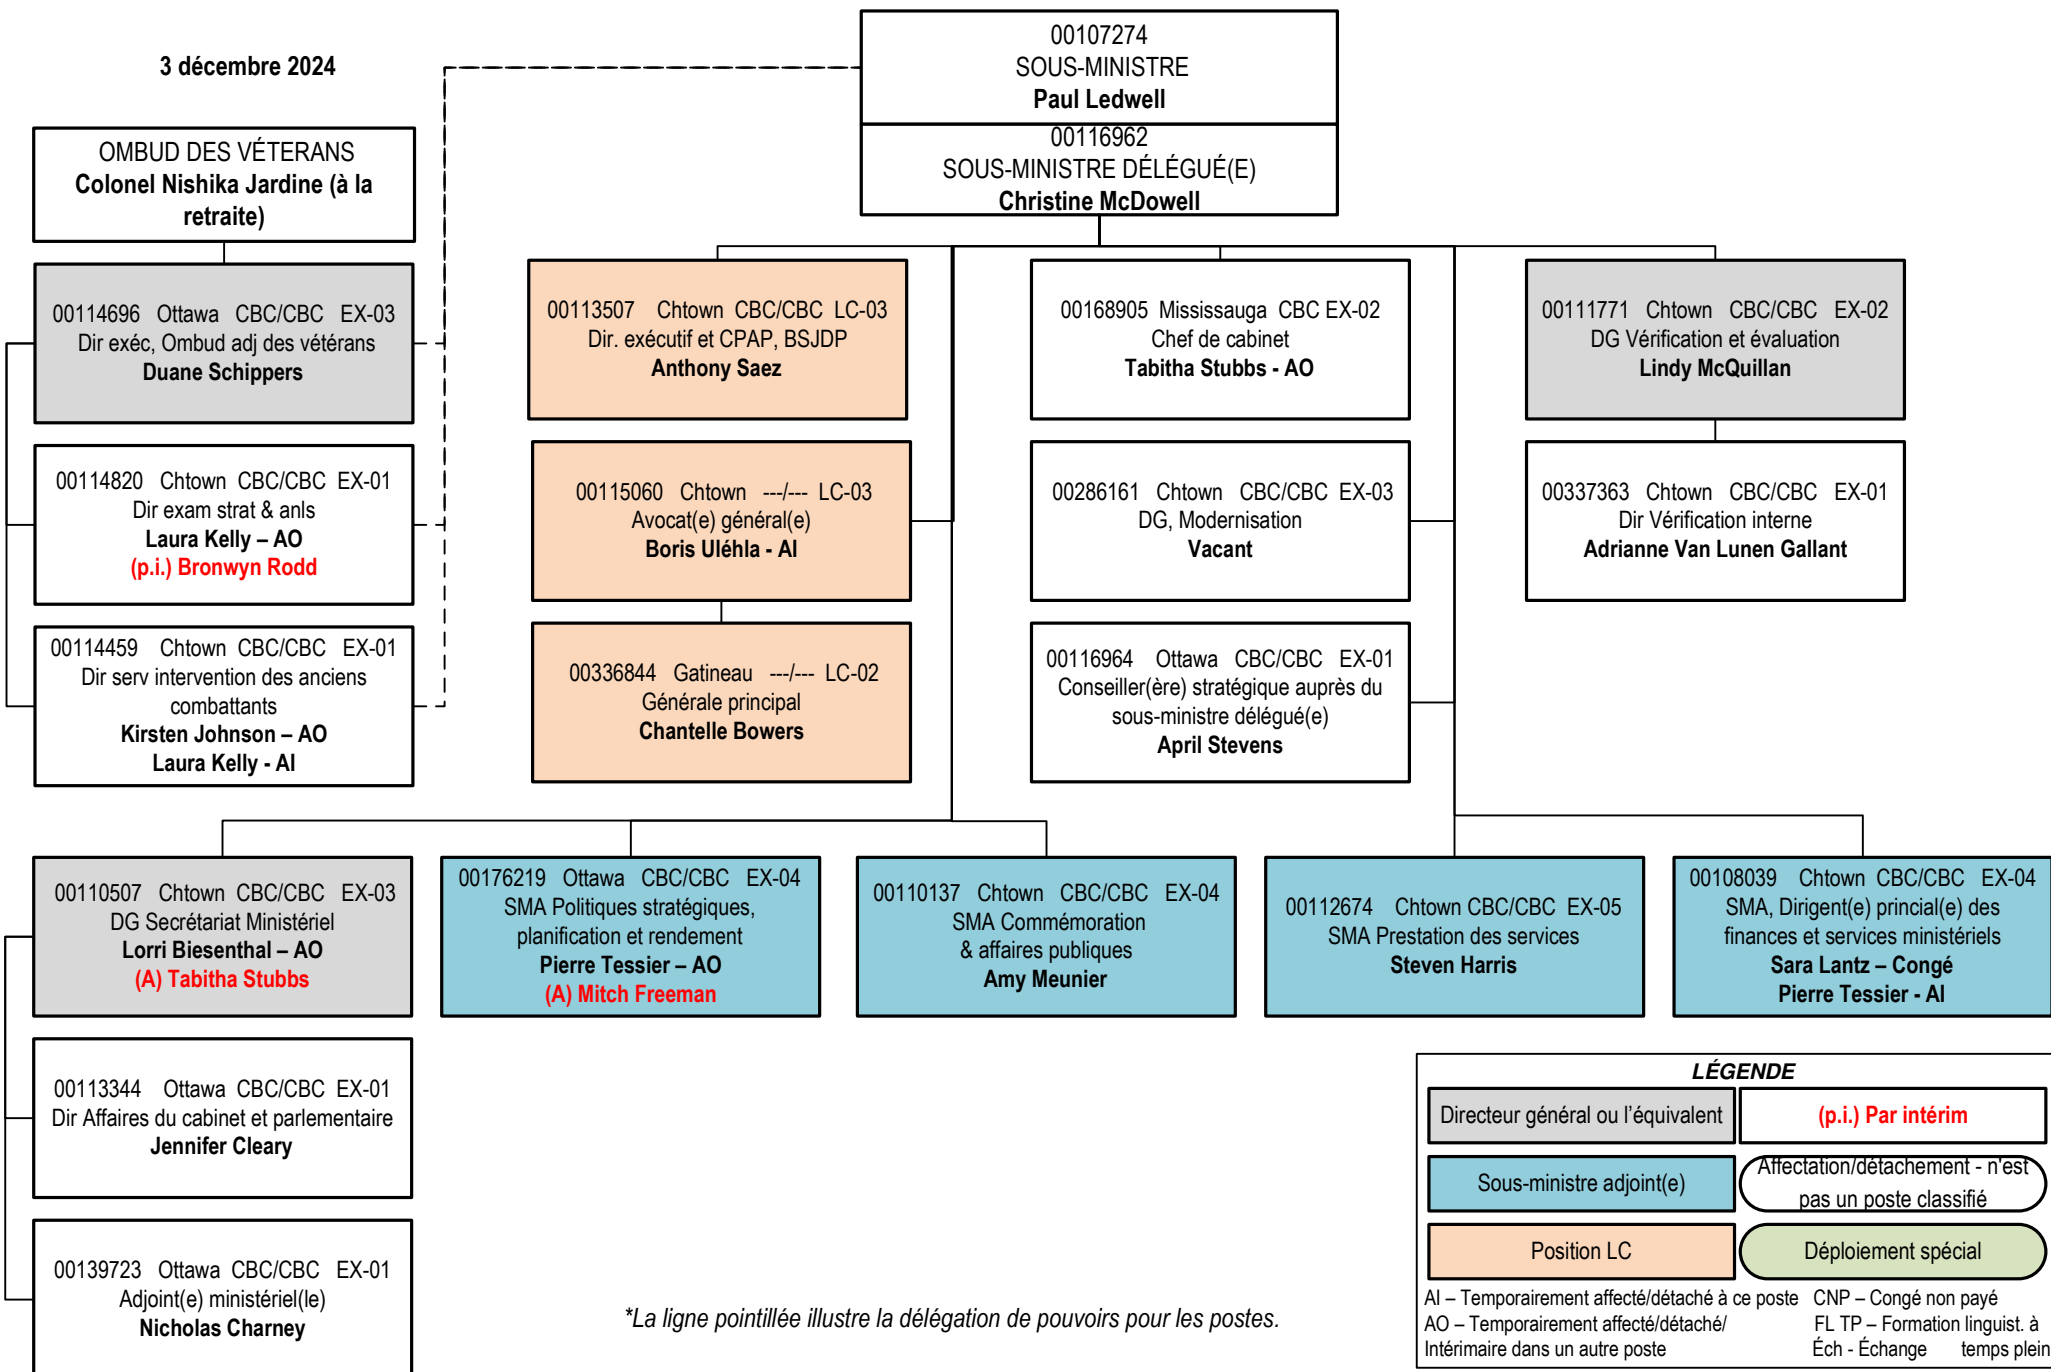 3 décembre 2024
00107274
SOUS-MINISTRE
Paul Ledwell
00116962
SOUS-MINISTRE DÉLÉGUÉ(E)
Christine McDowell
OMBUD DES VÉTERANS
Colonel Nishika Jardine (à la
retraite)
00114696 Ottawa CBC/CBC EX-03
Dir exéc, Ombud adj des vétérans
Duane Schippers
00114820 Chtown CBC/CBC EX-01
Dir exam strat & anls
Laura Kelly – AO
(p.i.) Bronwyn Rodd
00114459 Chtown CBC/CBC EX-01
Dir serv intervention des anciens
combattants
Kirsten Johnson – AO
Laura Kelly - AI
00113507 Chtown CBC/CBC LC-03
Dir. exécutif et CPAP, BSJDP
Anthony Saez
00115060 Chtown ---/--- LC-03
Avocat(e) général(e)
Boris Uléhla - AI
00336844 Gatineau ---/--- LC-02
Générale principal
Chantelle Bowers
00168905 Mississauga CBC EX-02
Chef de cabinet
Tabitha Stubbs - AO
00286161 Chtown CBC/CBC EX-03
DG, Modernisation
Vacant
00116964 Ottawa CBC/CBC EX-01
Conseiller(ère) stratégique auprès du
sous-ministre délégué(e)
April Stevens
00111771 Chtown CBC/CBC EX-02
DG Vérification et évaluation
Lindy McQuillan
00337363 Chtown CBC/CBC EX-01
Dir Vérification interne
Adrianne Van Lunen Gallant
00110507 Chtown CBC/CBC EX-03
DG Secrétariat Ministériel
Lorri Biesenthal – AO
(A) Tabitha Stubbs
00113344 Ottawa CBC/CBC EX-01
Dir Affaires du cabinet et parlementaire
Jennifer Cleary
00139723 Ottawa CBC/CBC EX-01
Adjoint(e) ministériel(le)
Nicholas Charney
00176219 Ottawa CBC/CBC EX-04
SMA Politiques stratégiques,
planification et rendement
Pierre Tessier – AO
(A) Mitch Freeman
00110137 Chtown CBC/CBC EX-04
SMA Commémoration
& affaires publiques
Amy Meunier
00112674 Chtown CBC/CBC EX-05
SMA Prestation des services
Steven Harris
00108039 Chtown CBC/CBC EX-04
SMA, Dirigent(e) princial(e) des
finances et services ministériels
Sara Lantz – Congé
Pierre Tessier - AI
*La ligne pointillée illustre la délégation de pouvoirs pour les postes.
LÉGENDE
Directeur général ou l'équivalent
(p.i.) Par intérim
Sous-ministre adjoint(e)
Affectation/détachement - n'est
pas un poste classifié
Position LC
Déploiement spécial
AI – Temporairement affecté/détaché à ce poste
AO – Temporairement affecté/détaché/
Intérimaire dans un autre poste
CNP – Congé non payé
FL TP – Formation linguist. à
temps plein
Éch - Échange